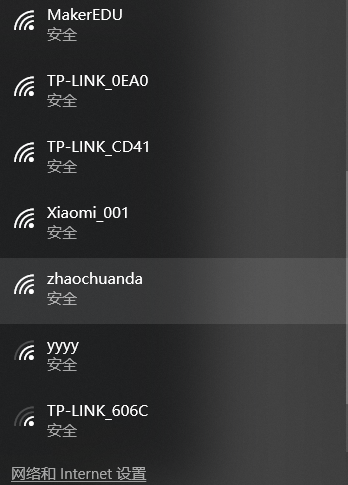 MakerEDU
安全
TP-LINK_0EA0
安全
TP-LINK_CD41
安全
Xiaomi_001
安全
zhaochuanda
安全
yyyy
安全
TP-LINK_606C
安全
网络和 Internet 设置